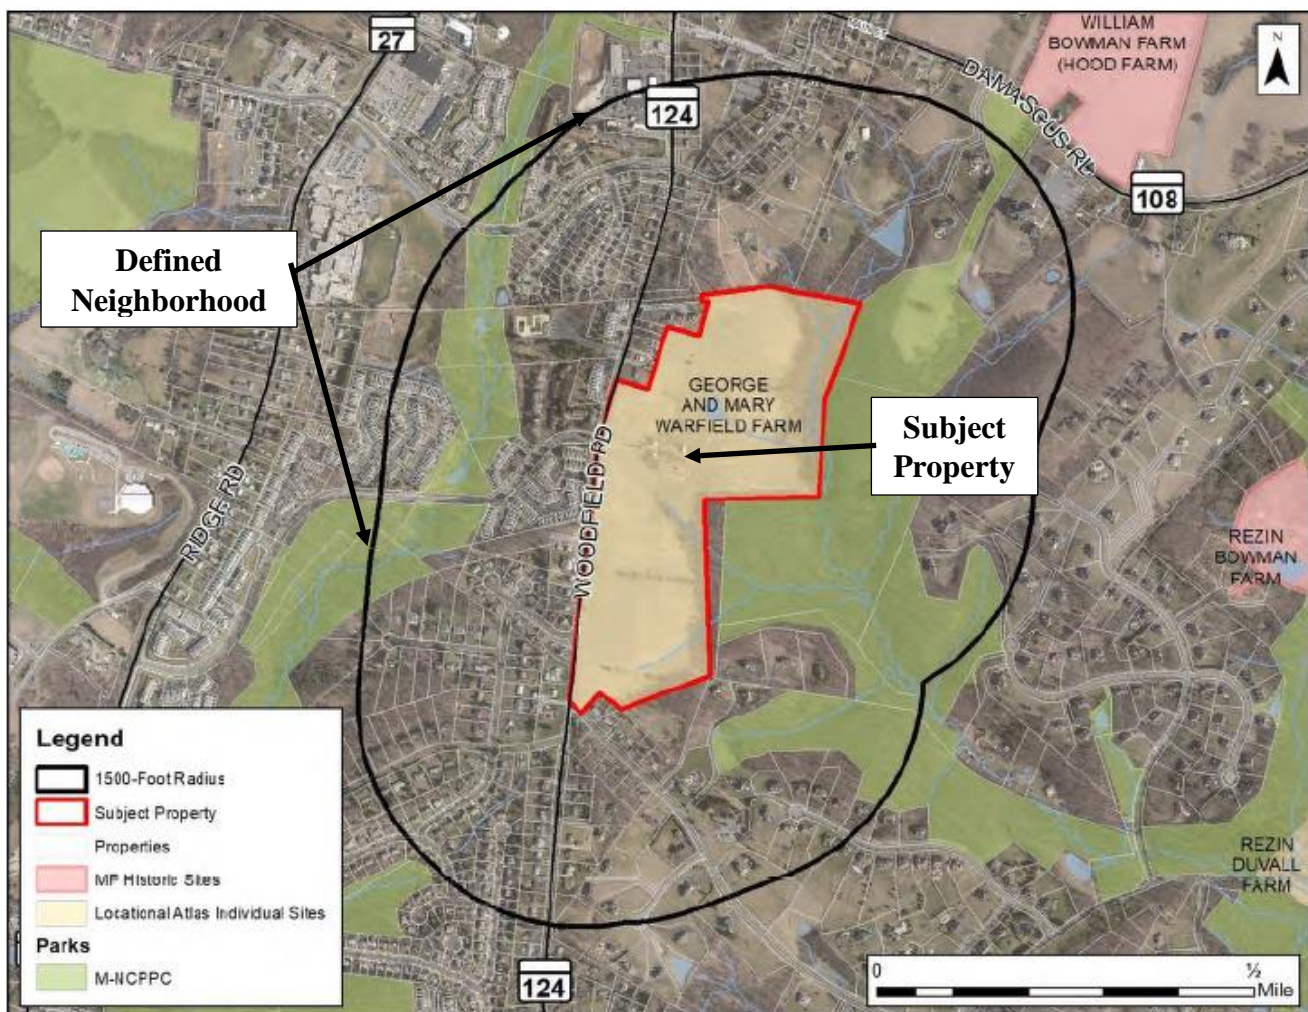 27
124
WILLIAM
BOWMAN FARM
(HOOD FARM)
N
DAMASCUS RD
108
Defined
Neighborhood
GEORGE
AND MARY
WARFIELD FARM
Subject
Property
WOODFIELD RD
RIDGE RD
REZIN
BOWMAN
FARM
REZIN
DUVALL
FARM
124
Legend
1500-Foot Radius
Subject Property
Properties
MP Historic Sites
Locational Atlas Individual Sites
Parks
M-NCPPC
0
½
Mile